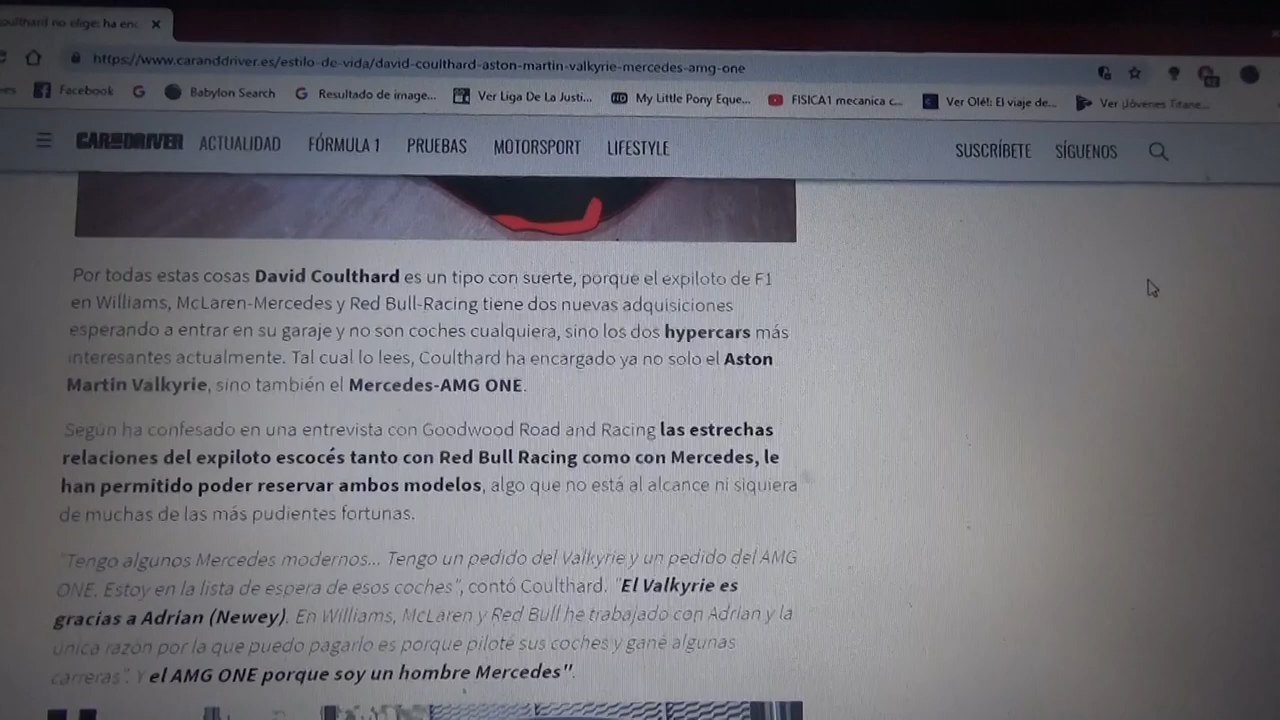 oulthard no elige: ha enc
https://www.caranddriver.es/estilo-de-vida/david-coulthard-aston-martin-valkyrie-mercedes-amg-one
Facebook Babylon Search Resultado de image... Ver Liga De La Justi... My Little Pony Eque... FISICA1 mecanica c... Ver Olé!: El viaje de... Ver Jóvenes Titane...
CAR AND DRIVER ACTUALIDAD FÓRMULA 1 PRUEBAS MOTORSPORT LIFESTYLE SUSCRÍBETE SÍGUENOS
Por todas estas cosas David Coulthard es un tipo con suerte, porque el expiloto de F1
en Williams, McLaren-Mercedes y Red Bull-Racing tiene dos nuevas adquisiciones
esperando a entrar en su garaje y no son coches cualquiera, sino los dos hypercars más
interesantes actualmente. Tal cual lo lees, Coulthard ha encargado ya no solo el Aston
Martin Valkyrie, sino también el Mercedes-AMG ONE.
Según ha confesado en una entrevista con Goodwood Road and Racing las estrechas
relaciones del expiloto escocés tanto con Red Bull Racing como con Mercedes, le
han permitido poder reservar ambos modelos, algo que no está al alcance ni siquiera
de muchas de las más pudientes fortunas.
"Tengo algunos Mercedes modernos... Tengo un pedido del Valkyrie y un pedido del AMG
ONE. Estoy en la lista de espera de esos coches", contó Coulthard. "El Valkyrie es
gracias a Adrian (Newey). En Williams, McLaren y Red Bull he trabajado con Adrian y la
única razón por la que puedo pagarlo es porque piloté sus coches y gané algunas
carreras". Y el AMG ONE porque soy un hombre Mercedes".